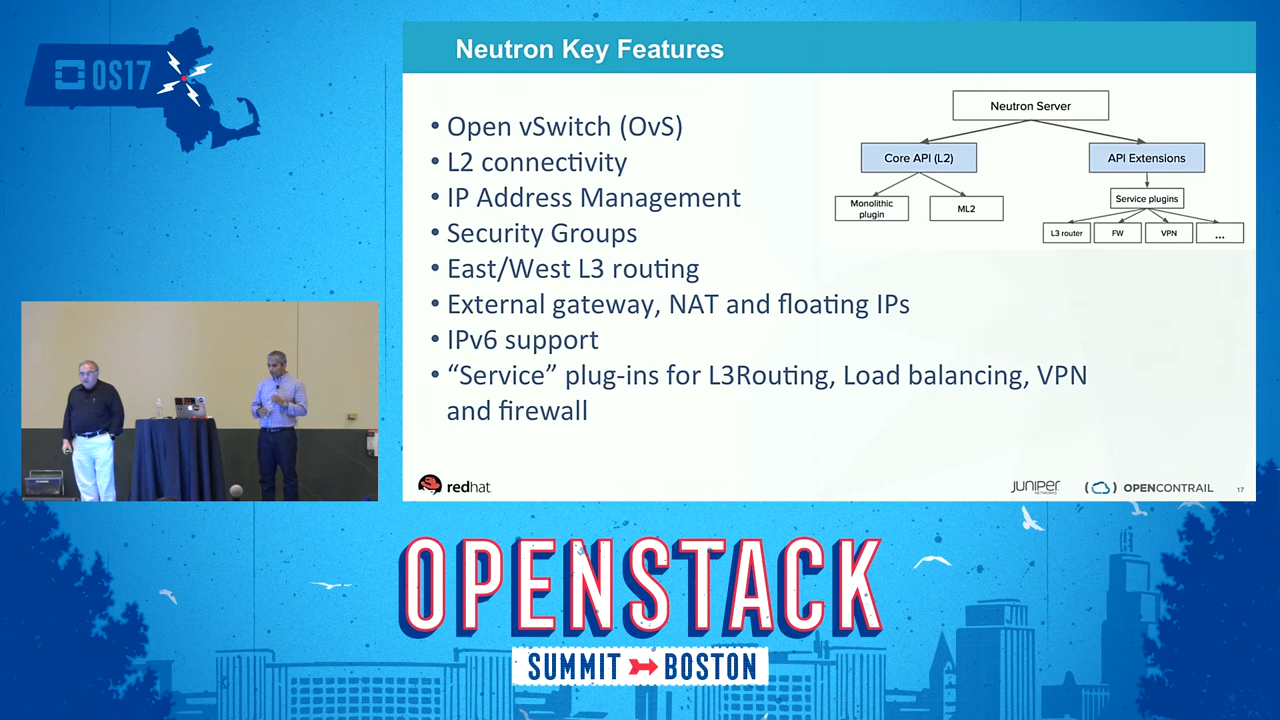 OS17
Neutron Key Features
• Open vSwitch (OvS)
• L2 connectivity
• IP Address Management
• Security Groups
• East/West L3 routing
• External gateway, NAT and floating IPs
• IPv6 support
• “Service” plug-ins for L3Routing, Load balancing, VPN
and firewall
Neutron Server
Core API (L2)
API Extensions
Monolithic
plugin
ML2
Service plugins
L3 router
FW
VPN
...
redhat.
JUNIPER
NETWORKS
OPENCONTRAIL
17
OPENSTACK
SUMMIT BOSTON